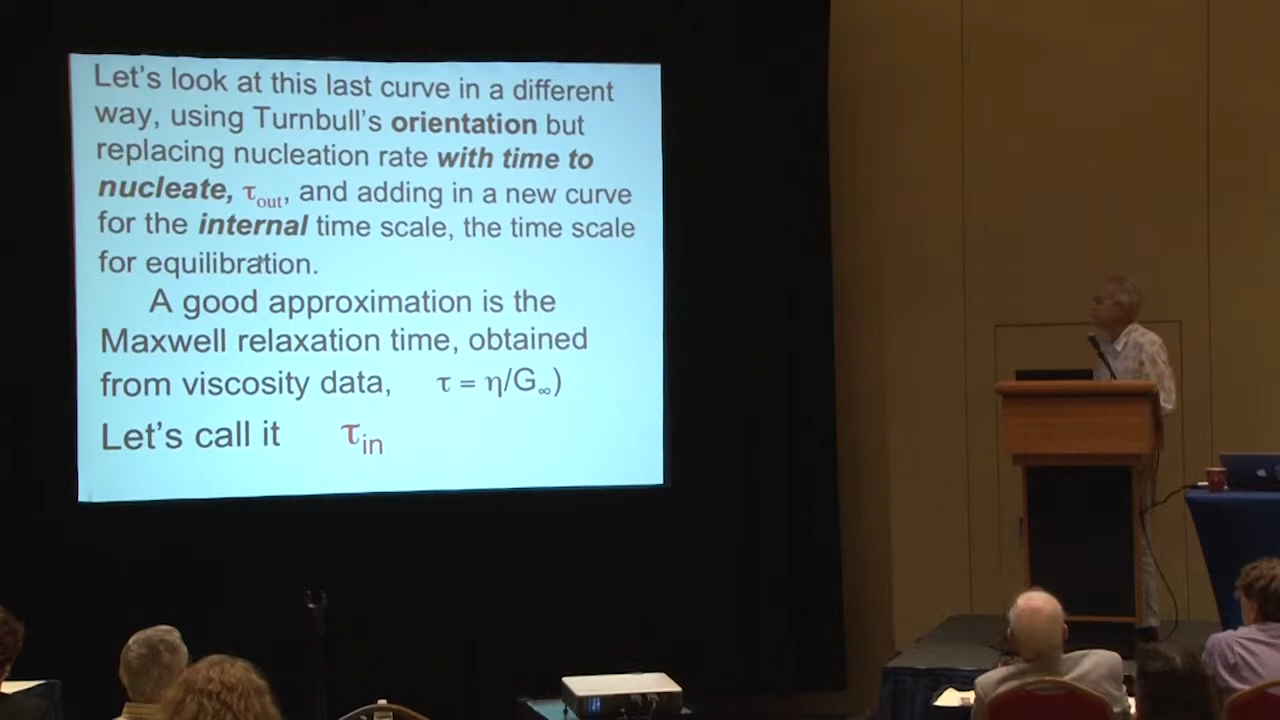 Let's look at this last curve in a different
way, using Turnbull's orientation but
replacing nucleation rate with time to
nucleate, τout, and adding in a new curve
for the internal time scale, the time scale
for equilibration.
A good approximation is the
Maxwell relaxation time, obtained
from viscosity data, τ = η/G∞)
Let's call it τin